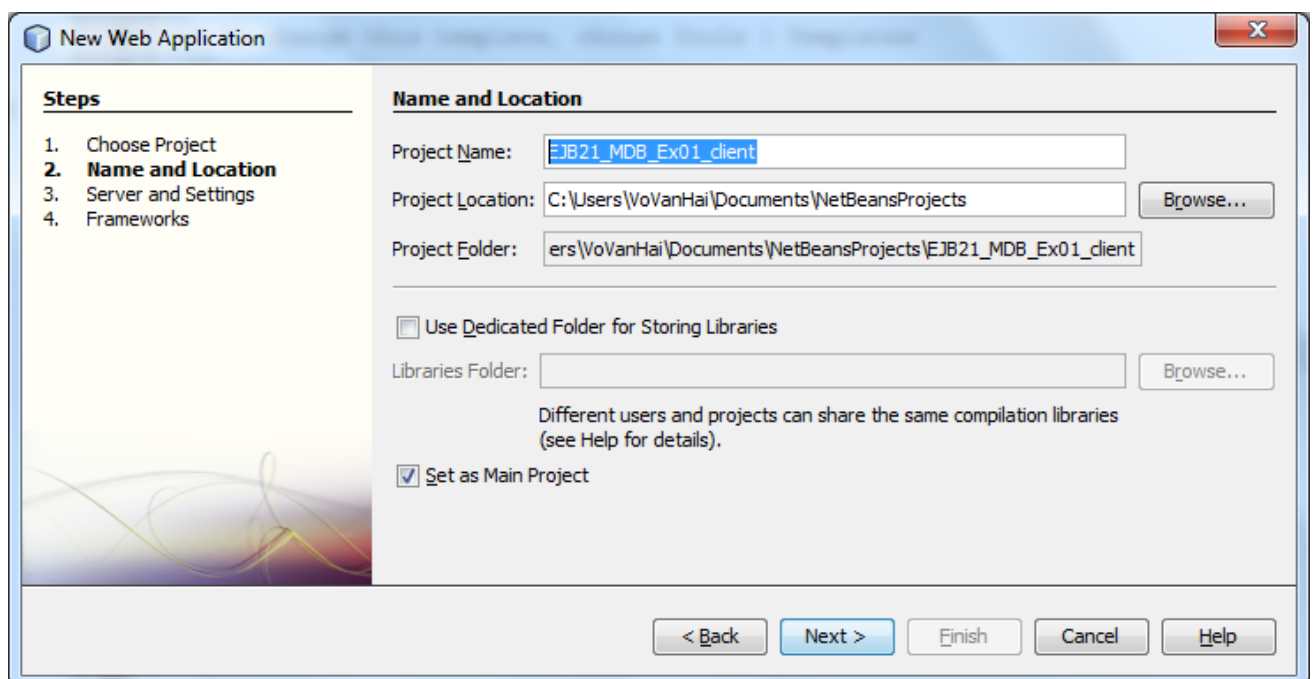 New Web Application
Steps
1. Choose Project
2. Name and Location
3. Server and Settings
4. Frameworks
Name and Location
Project Name: EJB21_MDB_Ex01_client
Project Location: C:\Users\VoVanHai\Documents\NetBeansProjects Browse...
Project Folder: ers\VoVanHai\Documents\NetBeansProjects\EJB21_MDB_Ex01_client
Use Dedicated Folder for Storing Libraries
Libraries Folder: Browse...
Different users and projects can share the same compilation libraries
(see Help for details).
Set as Main Project
< Back Next > Finish Cancel Help